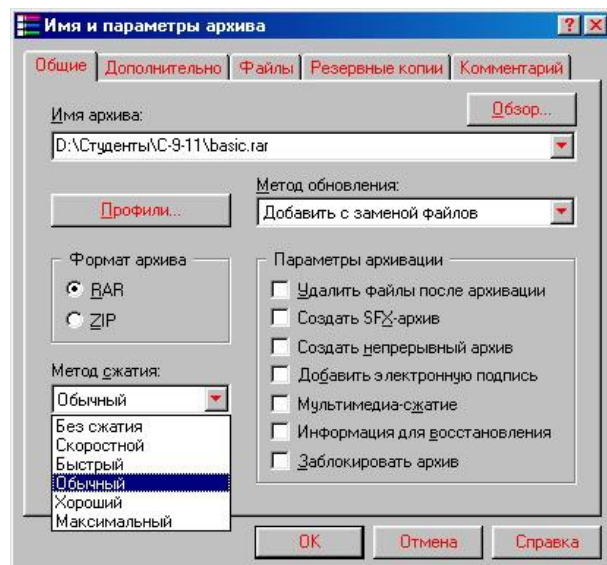 Имя и параметры архива
Общие Дополнительно Файлы Резервные копии Комментарий
Имя архива:
Обзор...
D:\Студенты\С-9-11\basic.rar
Профили...
Метод обновления:
Добавить с заменой файлов
Формат архива
RAR
ZIP
Метод сжатия:
Обычный
Без сжатия
Скоростной
Быстрый
Обычный
Хороший
Максимальный
Параметры архивации
Удалить файлы после архивации
Создать SFX-архив
Создать непрерывный архив
Добавить электронную подпись
Мультимедиа-сжатие
Информация для восстановления
Заблокировать архив
OK Отмена Справка